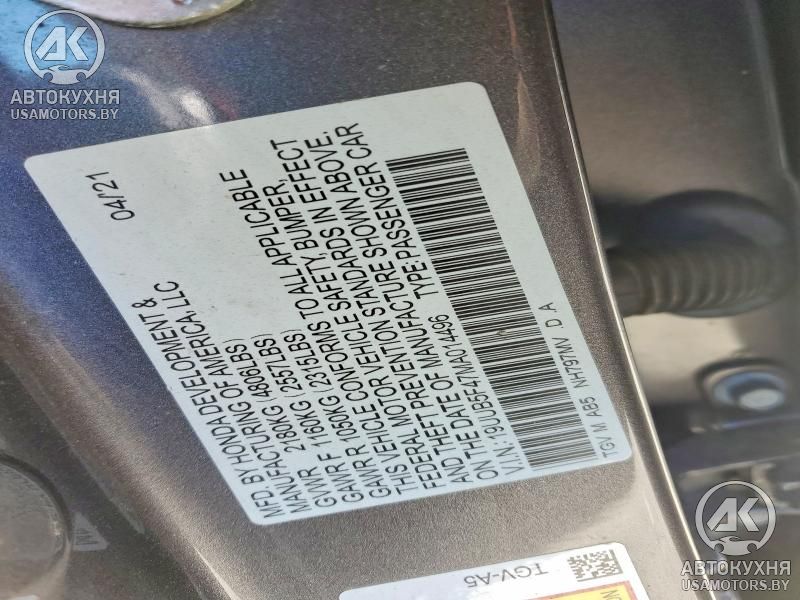 AK
АВТОКУХНЯ
USAMOTORS.BY
MFD. BY HONDA DEVELOPMENT & 04/21
MANUFACTURING OF AMERICA, LLC
GVWR 2180KG (4806LBS)
GAWR F 1160KG (2557LBS)
GAWR R 1050KG (2315LBS)
THIS VEHICLE CONFORMS TO ALL APPLICABLE
FEDERAL MOTOR VEHICLE SAFETY BUMPER,
AND THEFT PREVENTION STANDARDS IN EFFECT
ON THE DATE OF MANUFACTURE SHOWN ABOVE.
V.I.N.:19UUB5F47MA014496 TYPE:PASSENGER CAR
TGV M AB5 NH797MV D A
TGV-A5
AK
АВТОКУХНЯ
USAMOTORS.BY